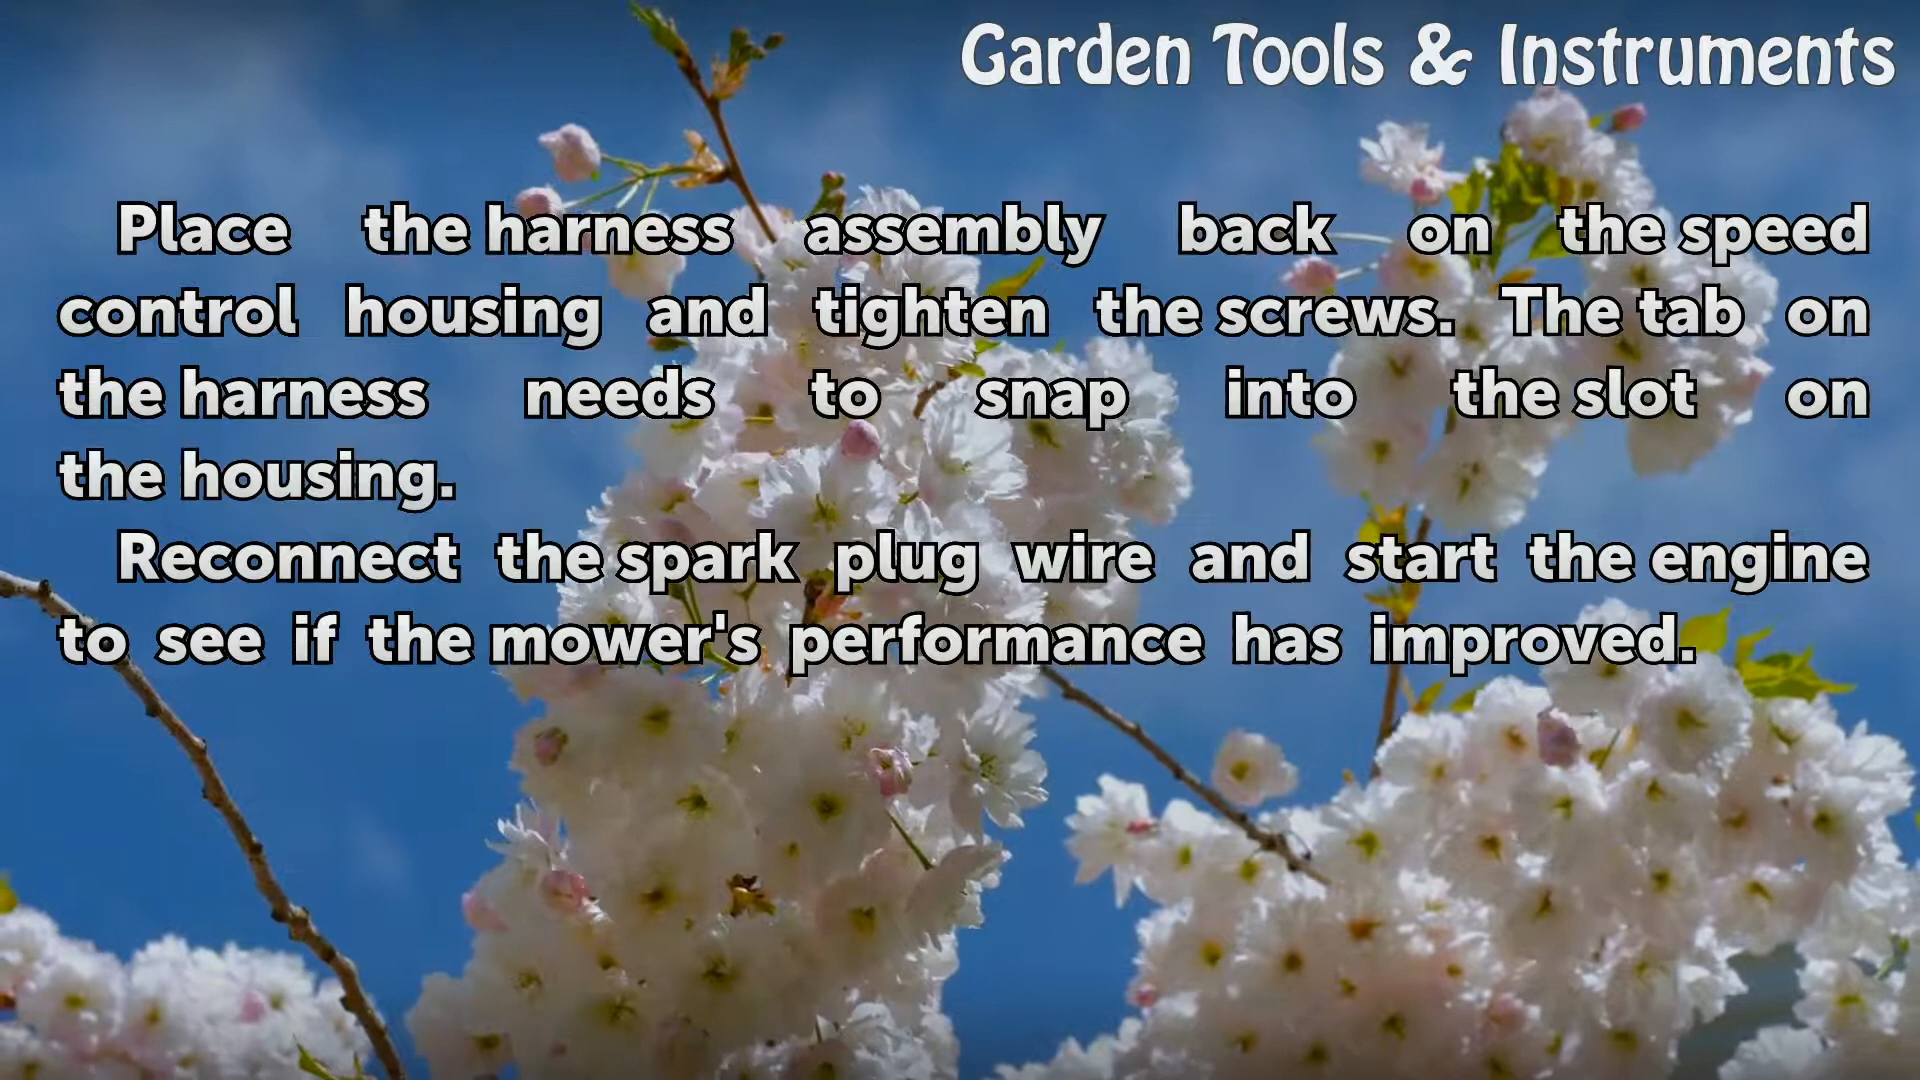 Garden Tools & Instruments
Place the harness assembly back on the speed
control housing and tighten the screws. The tab on
the harness needs to snap into the slot on
the housing.
Reconnect the spark plug wire and start the engine
to see if the mower's performance has improved.